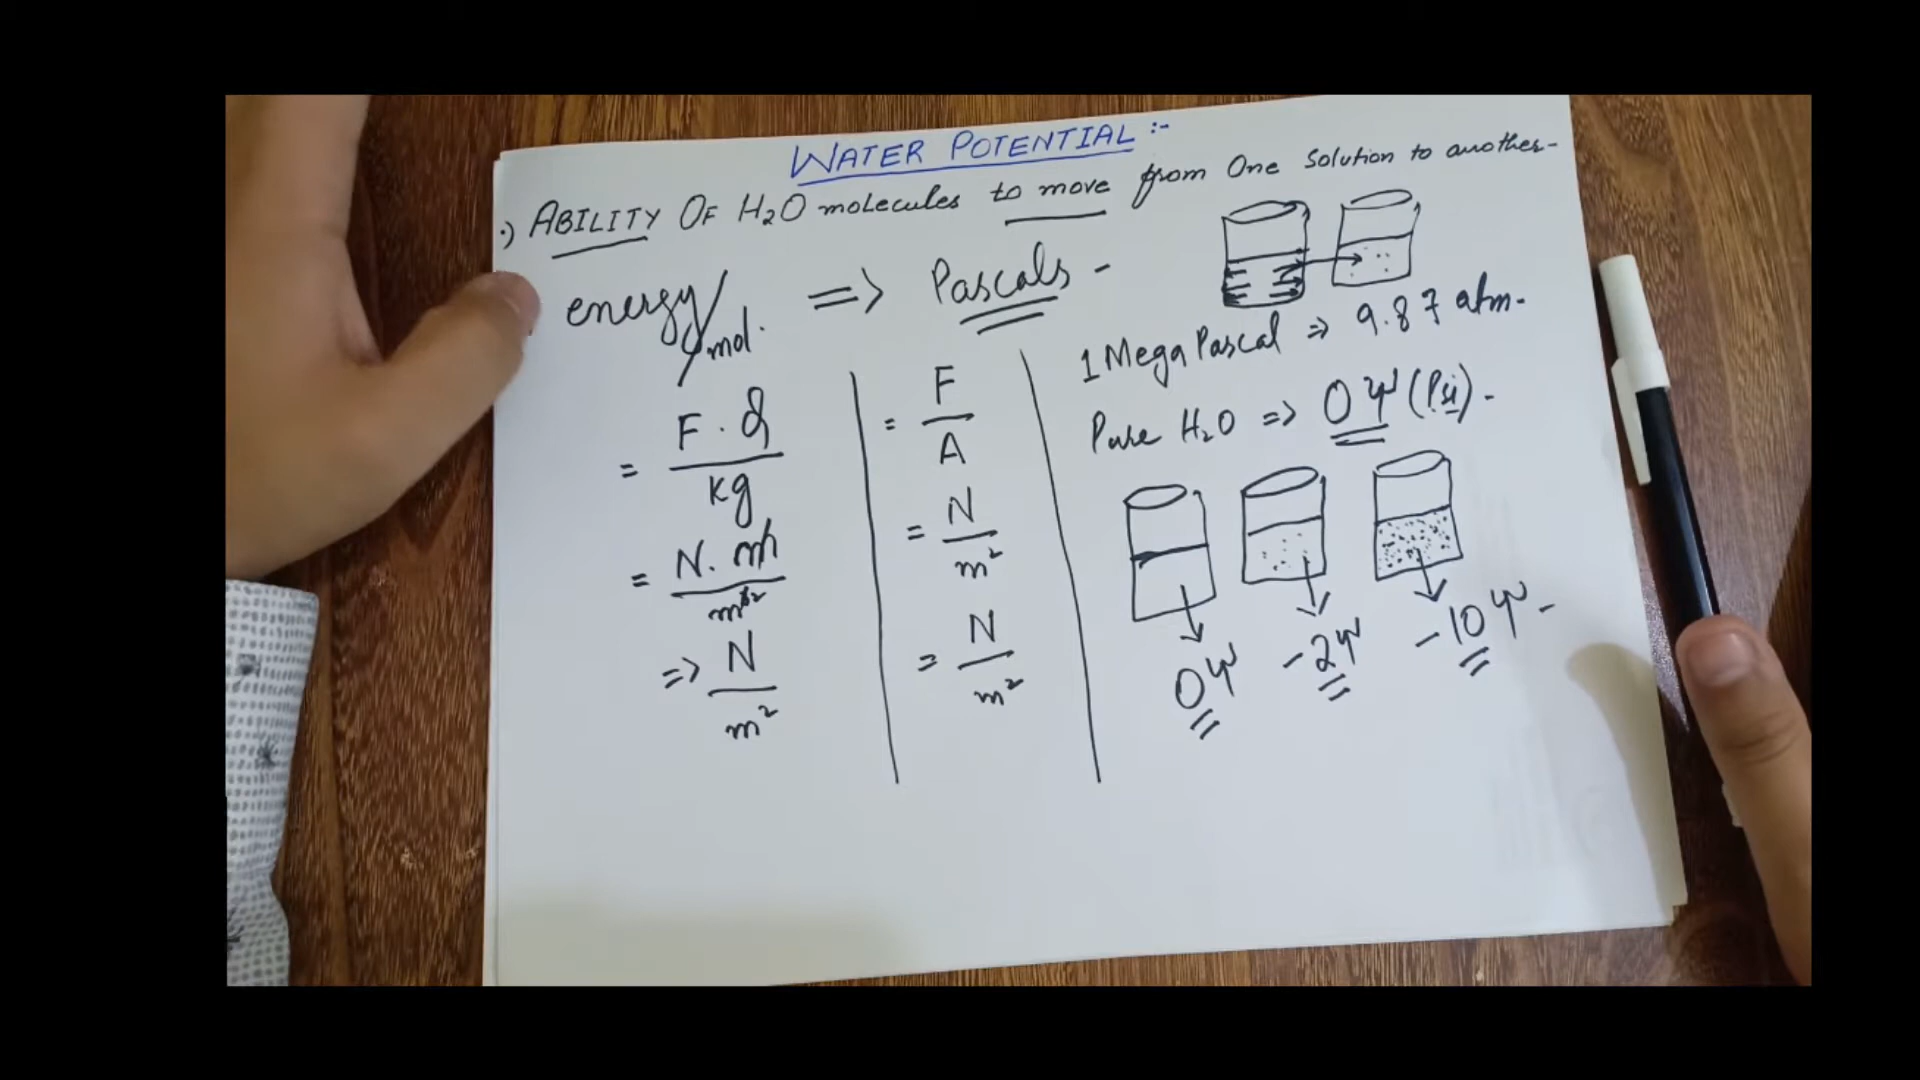 WATER POTENTIAL:-
.) ABILITY OF H₂O molecules to move from One Solution to another-
energy/mol. => Pascals -
1 Mega Pascal => 9.87 atm.
Pure H₂O => 0 Ψ (Psi).-
= F . d / kg
= N. m / m³²
=> N / m²
= F / A
= N / m²
= N / m²
0Ψ
-2Ψ
-10Ψ-